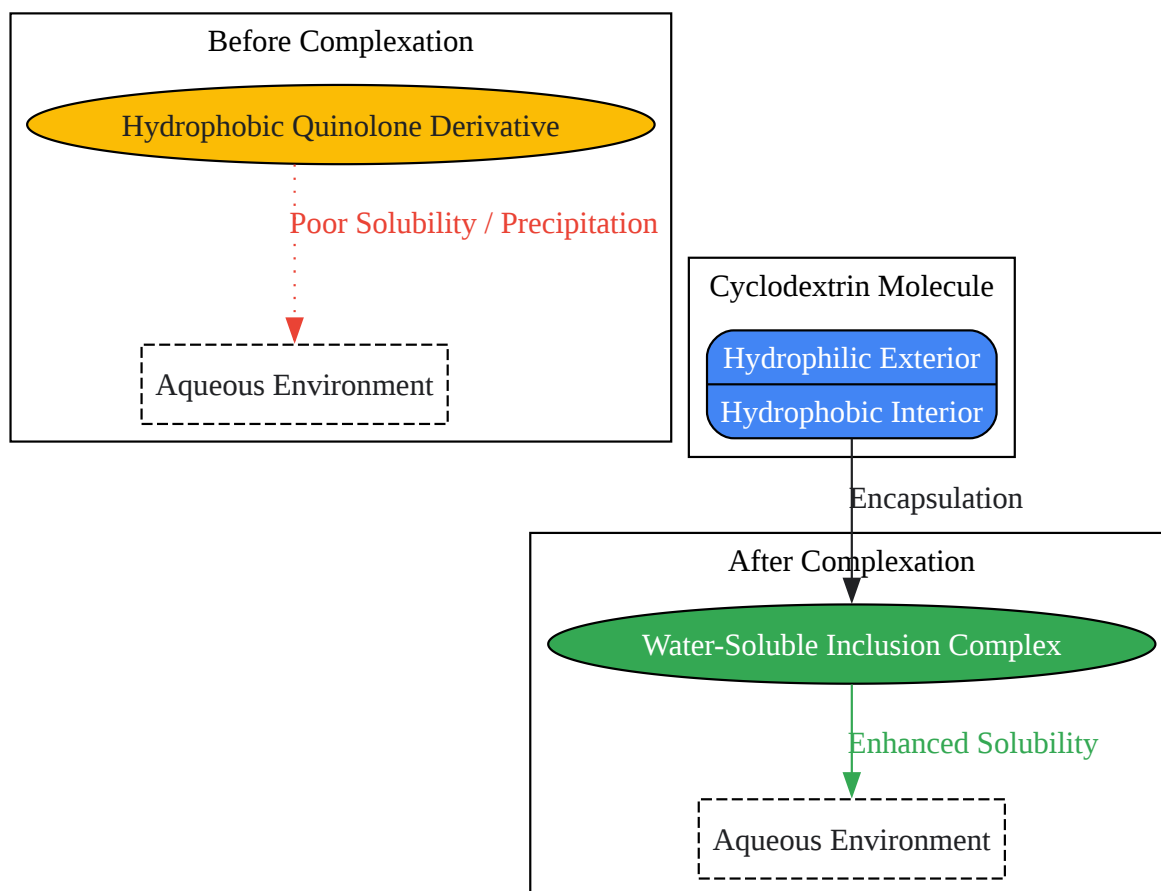 Before Complexation
Hydrophobic Quinolone Derivative
Poor Solubility / Precipitation
Aqueous Environment
Cyclodextrin Molecule
Hydrophilic Exterior
Hydrophobic Interior
Encapsulation
After Complexation
Water-Soluble Inclusion Complex
Enhanced Solubility
Aqueous Environment